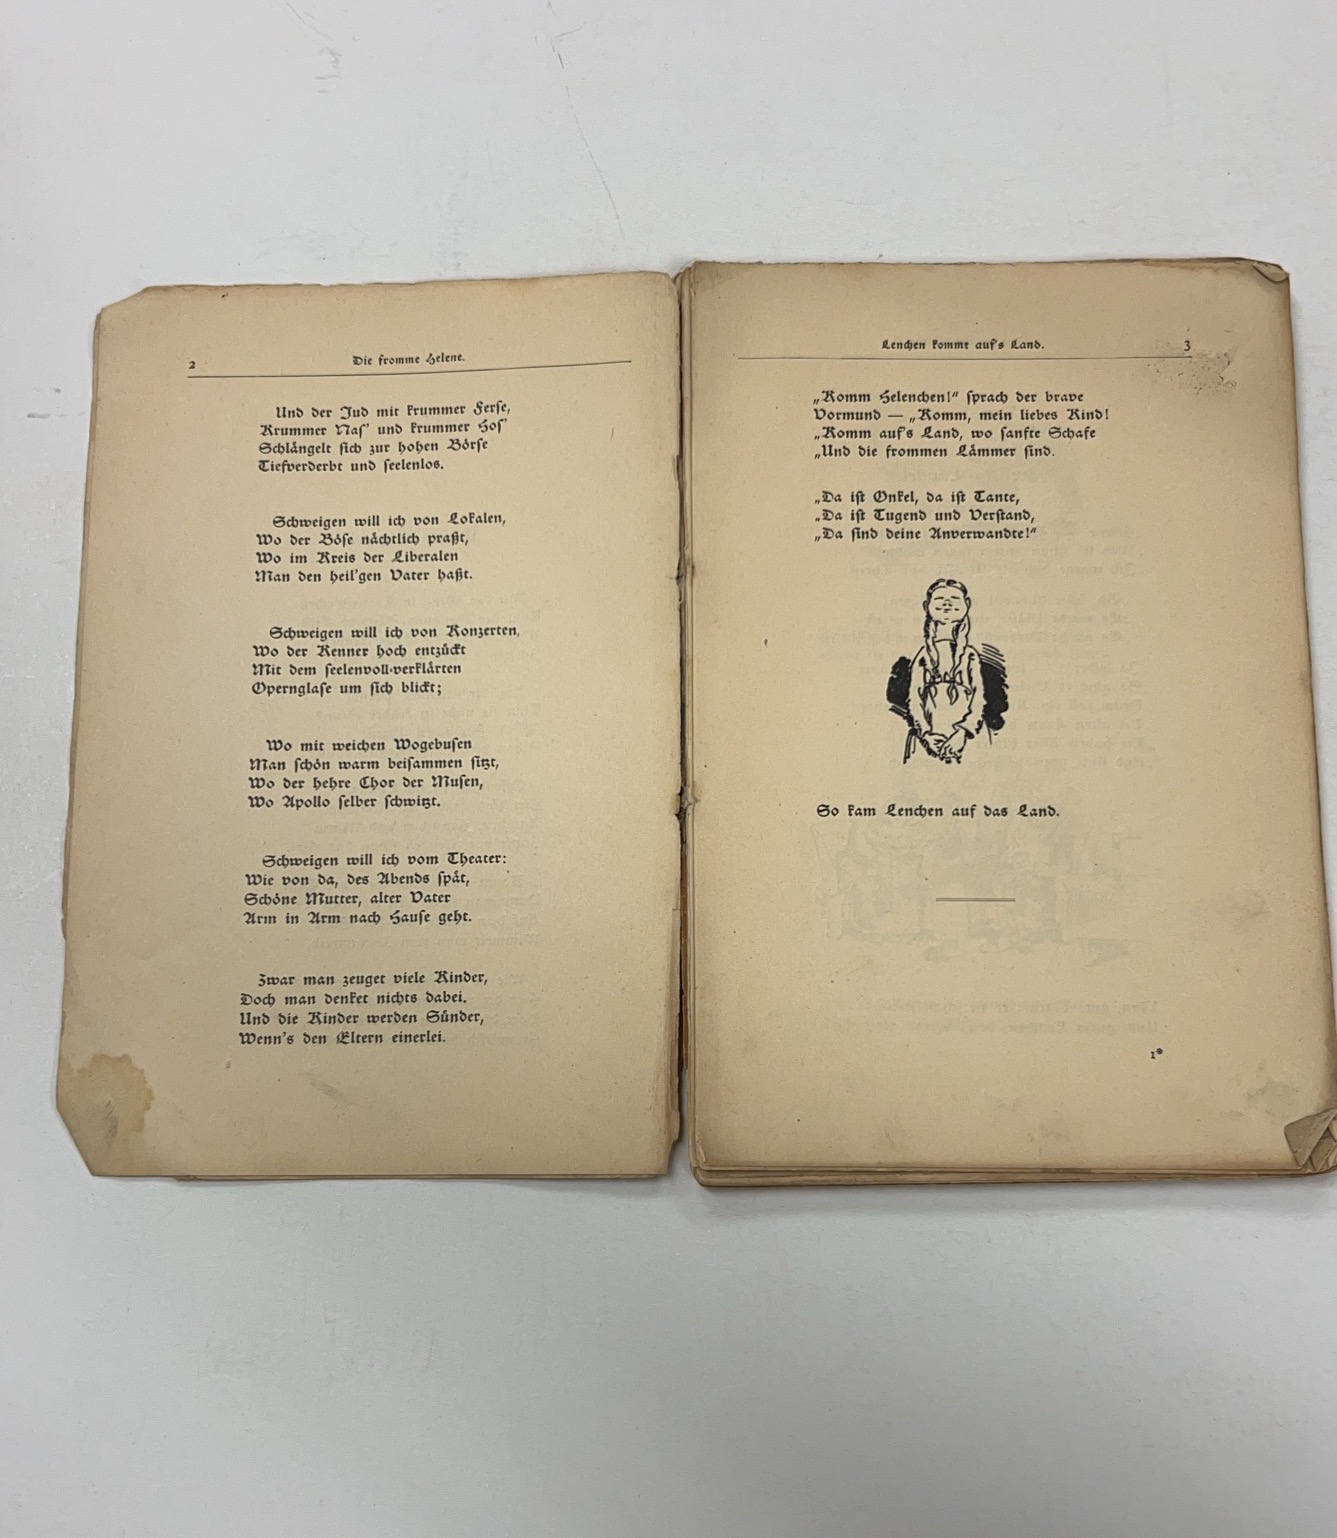 2
Die fromme Helene.
Und der Jud mit krummer Ferse,
Krummer Nas' und krummer Hos'
Schlängelt sich zur hohen Börse
Tiefverderbt und seelenlos.
Schweigen will ich von Lokalen,
Wo der Böse nächtlich praßt,
Wo im Kreis der Liberalen
Man den heil'gen Vater haßt.
Schweigen will ich von Konzerten,
Wo der Kenner hoch entzückt
Mit dem seelenvoll-verklärten
Opernglase um sich blickt;
Wo mit weichen Wogebusen
Man schön warm beisammen sitzt,
Wo der hehre Chor der Musen,
Wo Apollo selber schwitzt.
Schweigen will ich vom Theater:
Wie von da, des Abends spät,
Schöne Mutter, alter Vater
Arm in Arm nach Hause geht.
Zwar man zeuget viele Kinder,
Doch man denket nichts dabei.
Und die Kinder werden Sünder,
Wenn's den Eltern einerlei.
Lenchen kommt auf's Land.
3
„Komm Helenchen!“ sprach der brave
Vormund — „Komm, mein liebes Kind!
„Komm auf's Land, wo sanfte Schafe
„Und die frommen Lämmer sind.
„Da ist Onkel, da ist Tante,
„Da ist Tugend und Verstand,
„Da sind deine Anverwandte!“
So kam Lenchen auf das Land.
1*